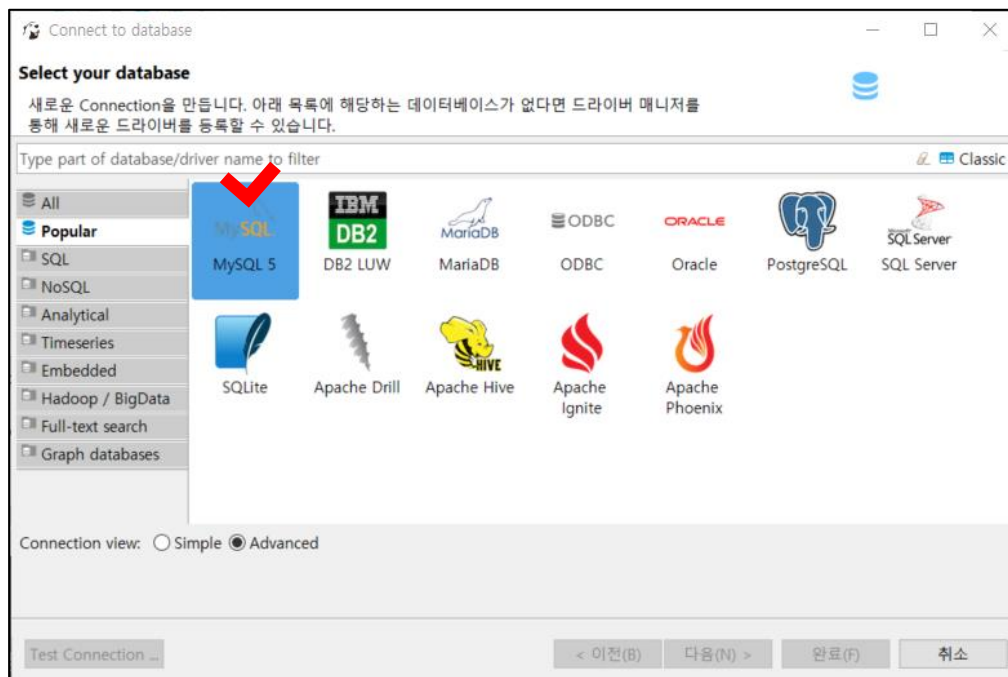 Connect to database
Select your database
새로운 Connection을 만듭니다. 아래 목록에 해당하는 데이터베이스가 없다면 드라이버 매니저를
통해 새로운 드라이버를 등록할 수 있습니다.
Type part of database/driver name to filter
Classic
All
Popular
SQL
NoSQL
Analytical
Timeseries
Embedded
Hadoop / BigData
Full-text search
Graph databases
MySQL
IBM
DB2
MariaDB
ODBC
ORACLE
SQL Server
MySQL 5
DB2 LUW
MariaDB
ODBC
Oracle
PostgreSQL
SQL Server
HIVE
SQLite
Apache Drill
Apache Hive
Apache
Ignite
Apache
Phoenix
Connection view:
Simple
Advanced
Test Connection ...
< 이전(B)
다음(N) >
완료(F)
취소